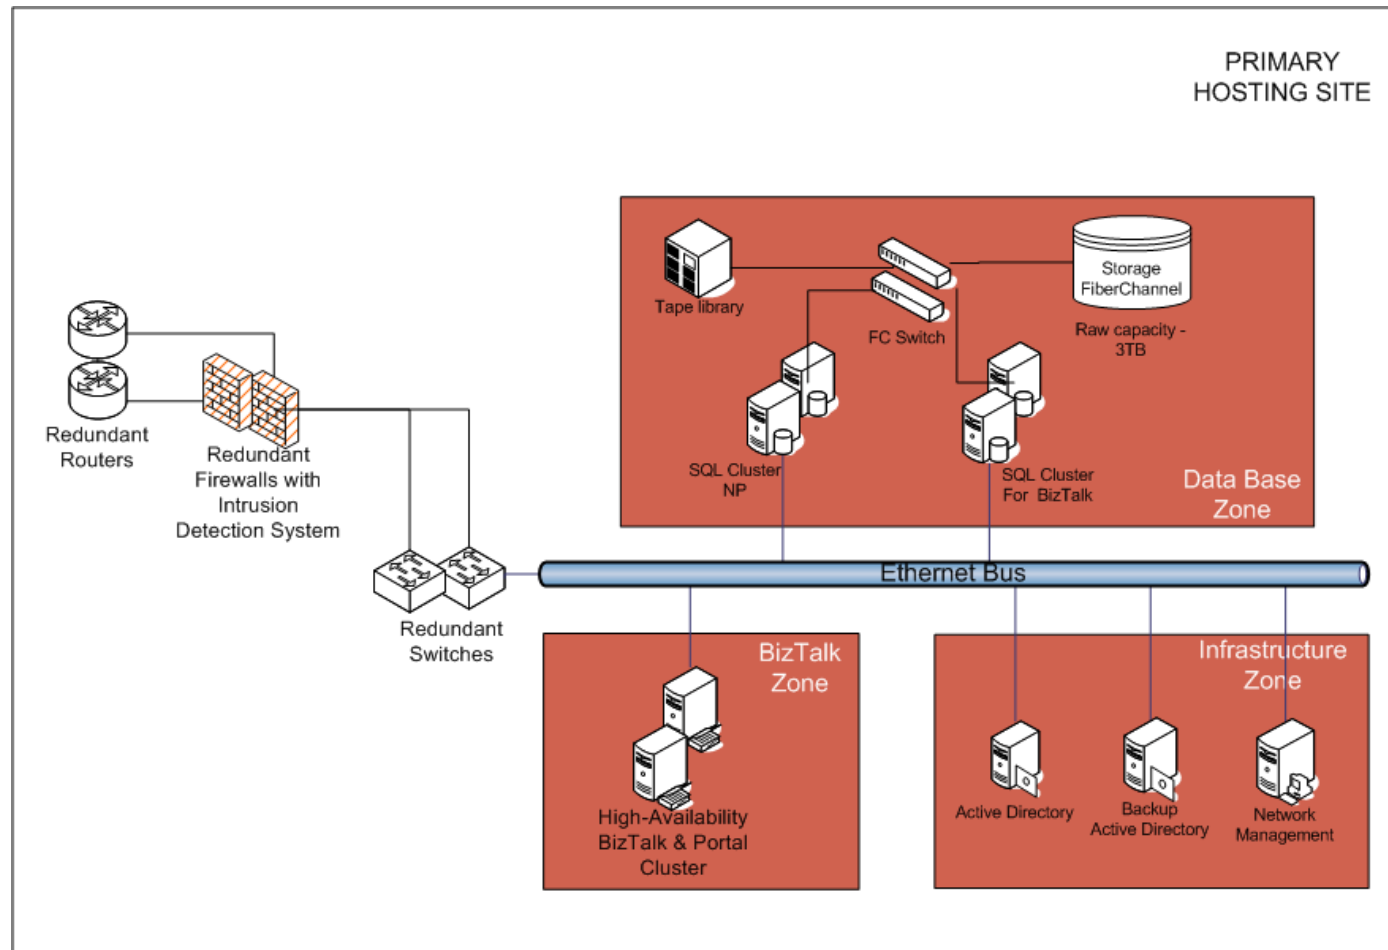 PRIMARY
HOSTING SITE
Tape library
FC Switch
Storage
FiberChannel
Raw capacity -
3TB
SQL Cluster
NP
SQL Cluster
For BizTalk
Data Base
Zone
Redundant
Routers
Redundant
Firewalls with
Intrusion
Detection System
Redundant
Switches
Ethernet Bus
BizTalk
Zone
High-Availability
BizTalk & Portal
Cluster
Infrastructure
Zone
Active Directory
Backup
Active Directory
Network
Management